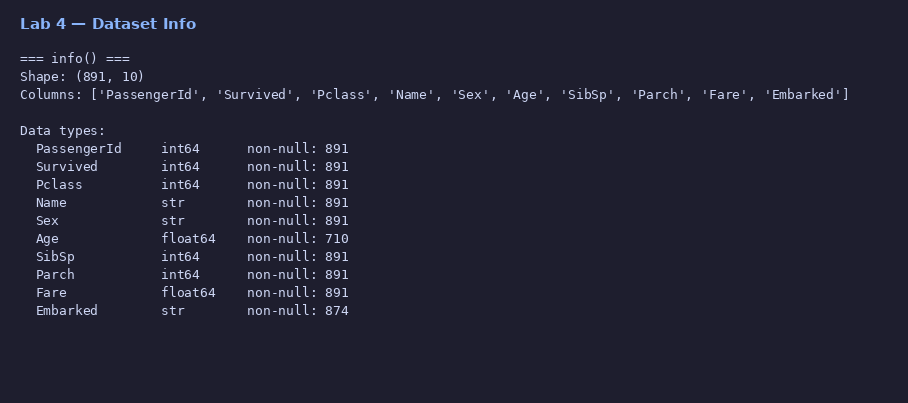 Lab 4 — Dataset Info
=== info() ===
Shape: (891, 10)
Columns: ['PassengerId', 'Survived', 'Pclass', 'Name', 'Sex', 'Age', 'SibSp', 'Parch', 'Fare', 'Embarked']
Data types:
PassengerId     int64      non-null: 891
Survived        int64      non-null: 891
Pclass          int64      non-null: 891
Name            str        non-null: 891
Sex             str        non-null: 891
Age             float64    non-null: 710
SibSp           int64      non-null: 891
Parch           int64      non-null: 891
Fare            float64    non-null: 891
Embarked        str        non-null: 874